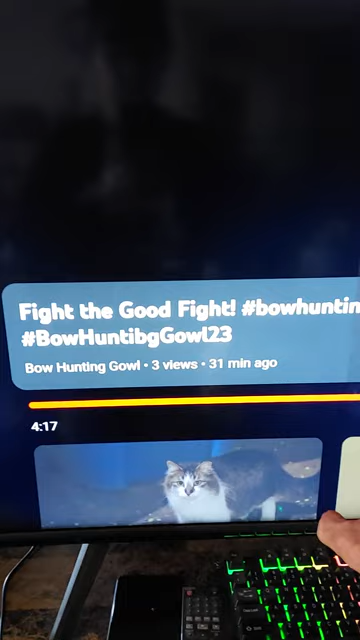 Fight the Good Fight! #bowhuntin
#BowHuntibgGowl23
Bow Hunting Gowl • 3 views • 31 min ago
4:17